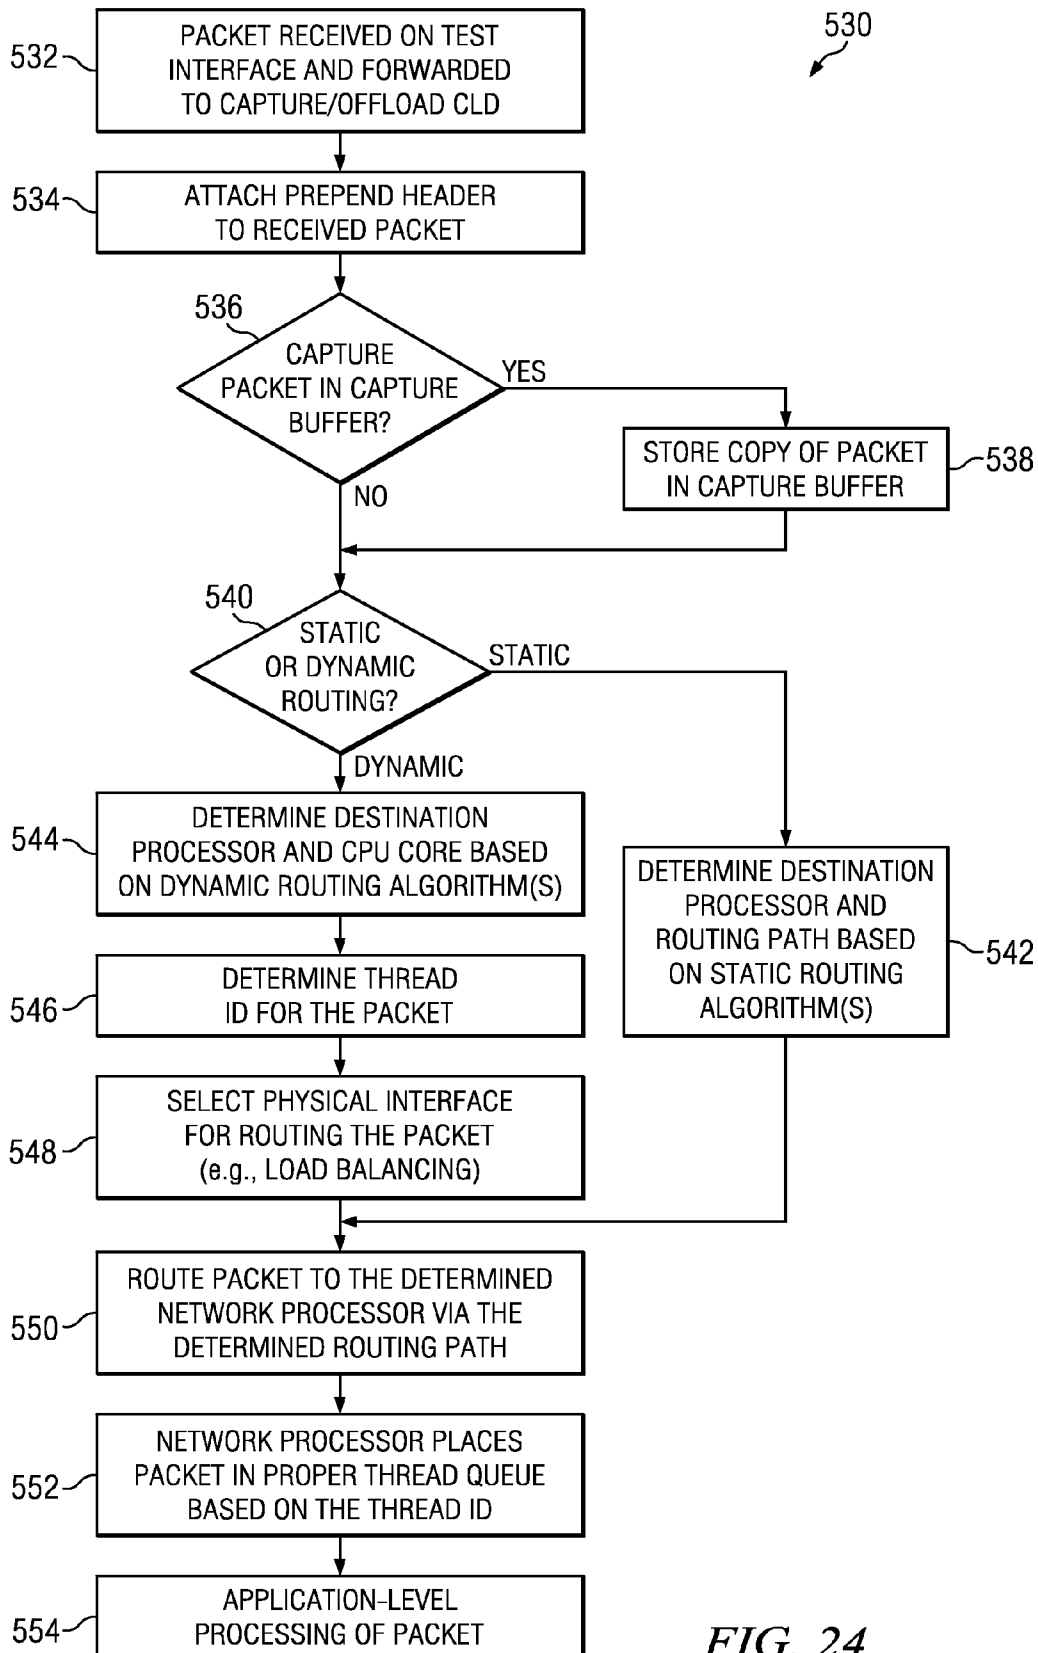 530
532
PACKET RECEIVED ON TEST
INTERFACE AND FORWARDED
TO CAPTURE/OFFLOAD CLD
534
ATTACH PREPEND HEADER
TO RECEIVED PACKET
536
CAPTURE
PACKET IN CAPTURE
BUFFER?
YES
NO
STORE COPY OF PACKET
IN CAPTURE BUFFER
538
540
STATIC
OR DYNAMIC
ROUTING?
STATIC
DYNAMIC
544
DETERMINE DESTINATION
PROCESSOR AND CPU CORE BASED
ON DYNAMIC ROUTING ALGORITHM(S)
DETERMINE DESTINATION
PROCESSOR AND
ROUTING PATH BASED
ON STATIC ROUTING
ALGORITHM(S)
542
546
DETERMINE THREAD
ID FOR THE PACKET
548
SELECT PHYSICAL INTERFACE
FOR ROUTING THE PACKET
(e.g., LOAD BALANCING)
550
ROUTE PACKET TO THE DETERMINED
NETWORK PROCESSOR VIA THE
DETERMINED ROUTING PATH
552
NETWORK PROCESSOR PLACES
PACKET IN PROPER THREAD QUEUE
BASED ON THE THREAD ID
554
APPLICATION-LEVEL
PROCESSING OF PACKET
FIG. 24